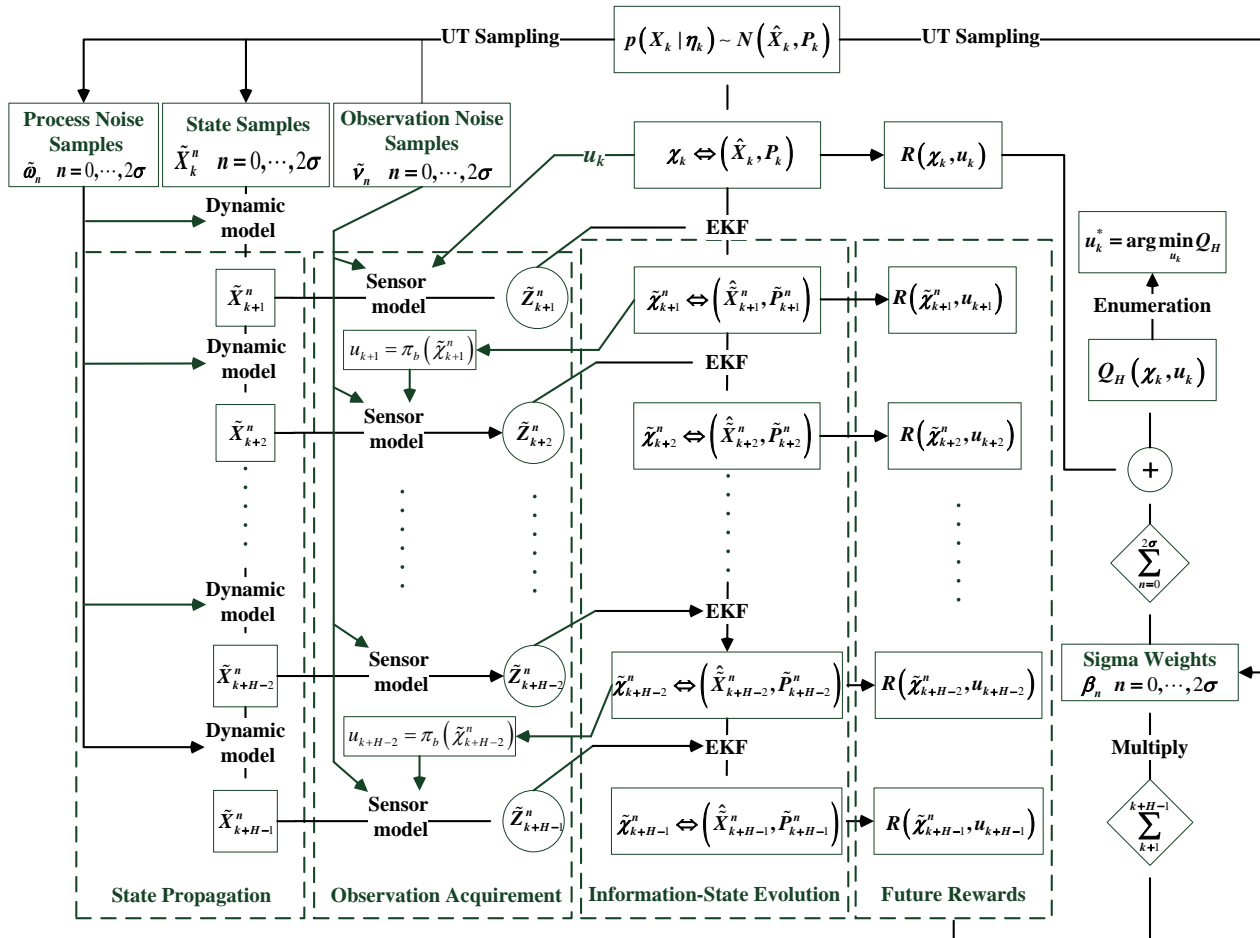 UT Sampling
p(X_k | η_k) ~ N(X̂_k, P_k)
UT Sampling
Process Noise
Samples
ω̃_n n = 0,⋯,2σ
State Samples
X̃_k^n n = 0,⋯,2σ
Observation Noise
Samples
ṽ_n n = 0,⋯,2σ
u_k
χ_k ⇔ (X̂_k, P_k)
R(χ_k, u_k)
Dynamic
model
EKF
u_k^* = arg min Q_H
u_k
X̃_{k+1}^n
Sensor
model
Z̃_{k+1}^n
χ̃_{k+1}^n ⇔ (X̃̂_{k+1}^n, P̃_{k+1}^n)
R(χ̃_{k+1}^n, u_{k+1})
Enumeration
Dynamic
model
u_{k+1} = π_b(χ̃_{k+1}^n)
EKF
Q_H(χ_k, u_k)
X̃_{k+2}^n
Sensor
model
Z̃_{k+2}^n
χ̃_{k+2}^n ⇔ (X̃̂_{k+2}^n, P̃_{k+2}^n)
R(χ̃_{k+2}^n, u_{k+2})
+
2σ
∑
n=0
Dynamic
model
EKF
X̃_{k+H-2}^n
Sensor
model
Z̃_{k+H-2}^n
χ̃_{k+H-2}^n ⇔ (X̃̂_{k+H-2}^n, P̃_{k+H-2}^n)
R(χ̃_{k+H-2}^n, u_{k+H-2})
Sigma Weights
β_n n = 0,⋯,2σ
Dynamic
model
u_{k+H-2} = π_b(χ̃_{k+H-2}^n)
EKF
Multiply
X̃_{k+H-1}^n
Sensor
model
Z̃_{k+H-1}^n
χ̃_{k+H-1}^n ⇔ (X̃̂_{k+H-1}^n, P̃_{k+H-1}^n)
R(χ̃_{k+H-1}^n, u_{k+H-1})
k+H-1
∑
k+1
State Propagation
Observation Acquirement
Information-State Evolution
Future Rewards